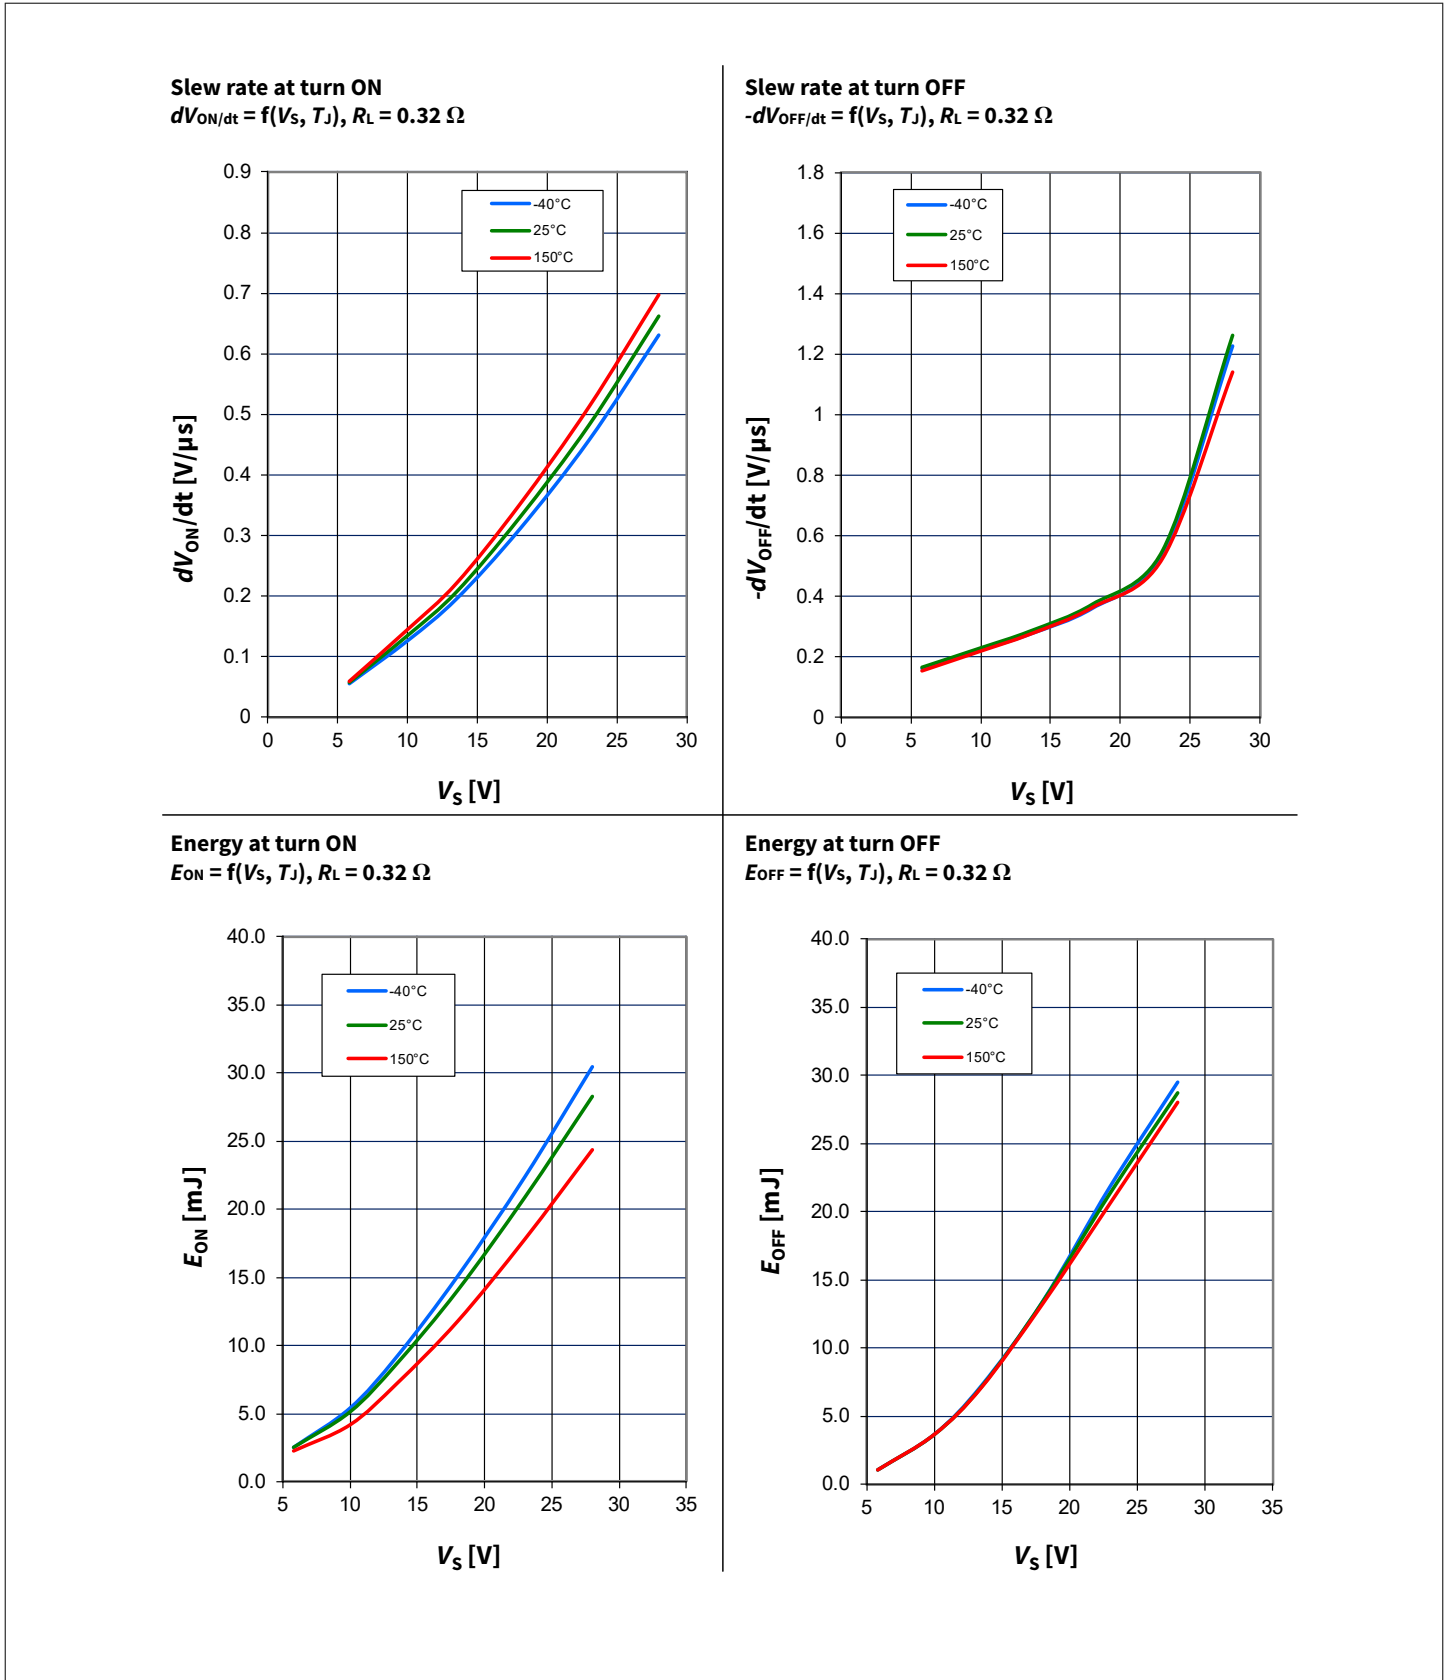 Slew rate at turn ON
dVON/dt = f(VS, TJ), RL = 0.32 Ω
0.9
0.8
0.7
0.6
0.5
0.4
0.3
0.2
0.1
0
0 5 10 15 20 25 30
-40°C
25°C
150°C
dVON/dt [V/µs]
VS [V]
Slew rate at turn OFF
-dVOFF/dt = f(VS, TJ), RL = 0.32 Ω
1.8
1.6
1.4
1.2
1
0.8
0.6
0.4
0.2
0
0 5 10 15 20 25 30
-40°C
25°C
150°C
-dVOFF/dt [V/µs]
VS [V]
Energy at turn ON
EON = f(VS, TJ), RL = 0.32 Ω
40.0
35.0
30.0
25.0
20.0
15.0
10.0
5.0
0.0
5 10 15 20 25 30 35
-40°C
25°C
150°C
EON [mJ]
VS [V]
Energy at turn OFF
EOFF = f(VS, TJ), RL = 0.32 Ω
40.0
35.0
30.0
25.0
20.0
15.0
10.0
5.0
0.0
5 10 15 20 25 30 35
-40°C
25°C
150°C
EOFF [mJ]
VS [V]